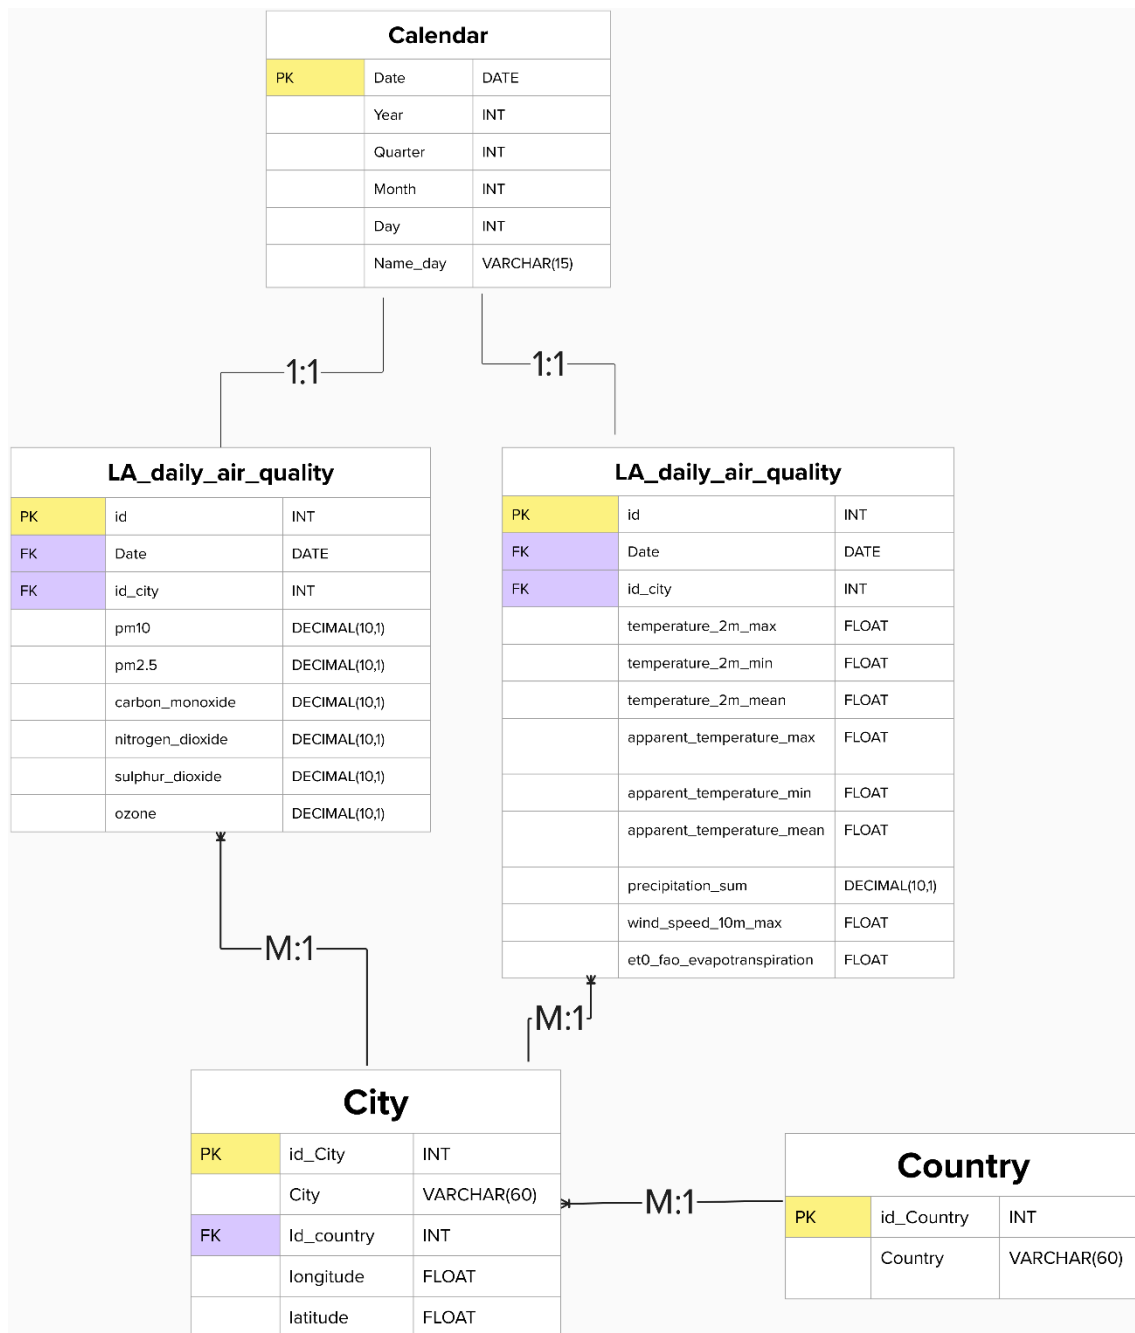 Calendar
PK Date DATE
Year INT
Quarter INT
Month INT
Day INT
Name_day VARCHAR(15)
1:1
1:1
LA_daily_air_quality
PK id INT
FK Date DATE
FK id_city INT
pm10 DECIMAL(10,1)
pm2.5 DECIMAL(10,1)
carbon_monoxide DECIMAL(10,1)
nitrogen_dioxide DECIMAL(10,1)
sulphur_dioxide DECIMAL(10,1)
ozone DECIMAL(10,1)
LA_daily_air_quality
PK id INT
FK Date DATE
FK id_city INT
temperature_2m_max FLOAT
temperature_2m_min FLOAT
temperature_2m_mean FLOAT
apparent_temperature_max FLOAT
apparent_temperature_min FLOAT
apparent_temperature_mean FLOAT
precipitation_sum DECIMAL(10,1)
wind_speed_10m_max FLOAT
et0_fao_evapotranspiration FLOAT
M:1
M:1
City
PK id_City INT
City VARCHAR(60)
FK Id_country INT
longitude FLOAT
latitude FLOAT
M:1
Country
PK id_Country INT
Country VARCHAR(60)